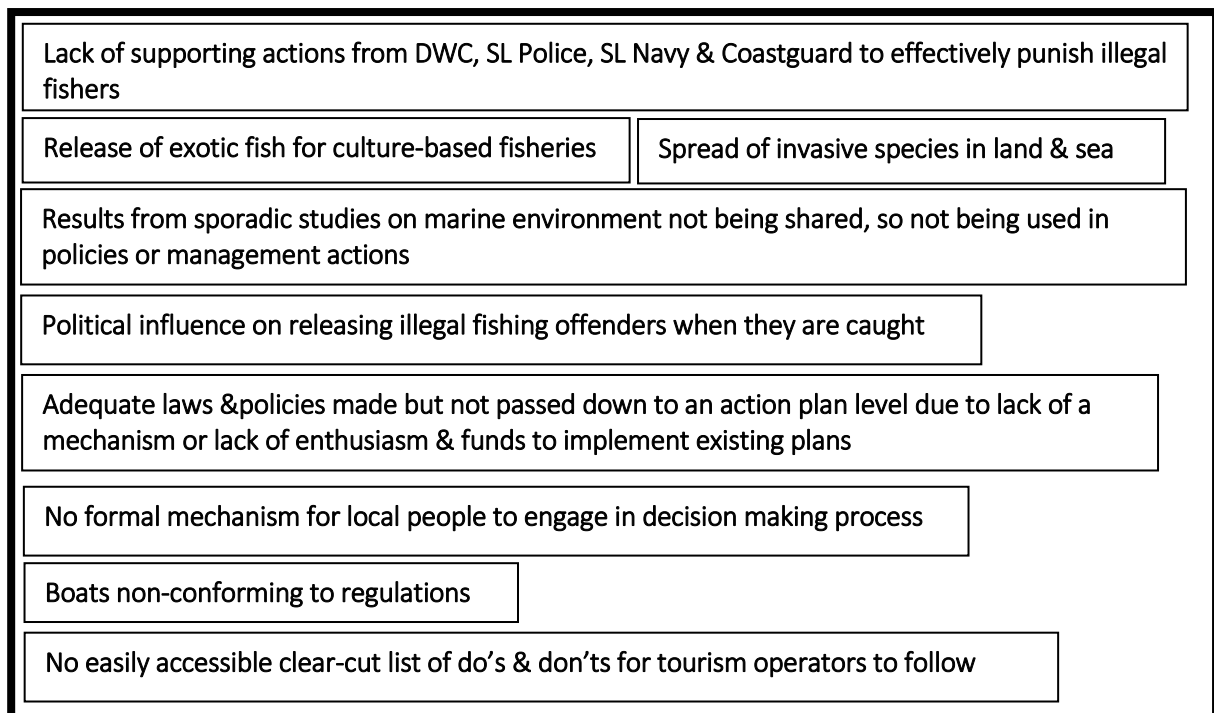 Lack of supporting actions from DWC, SL Police, SL Navy & Coastguard to effectively punish illegal
fishers
Release of exotic fish for culture-based fisheries
Spread of invasive species in land & sea
Results from sporadic studies on marine environment not being shared, so not being used in
policies or management actions
Political influence on releasing illegal fishing offenders when they are caught
Adequate laws &policies made but not passed down to an action plan level due to lack of a
mechanism or lack of enthusiasm & funds to implement existing plans
No formal mechanism for local people to engage in decision making process
Boats non-conforming to regulations
No easily accessible clear-cut list of do’s & don’ts for tourism operators to follow